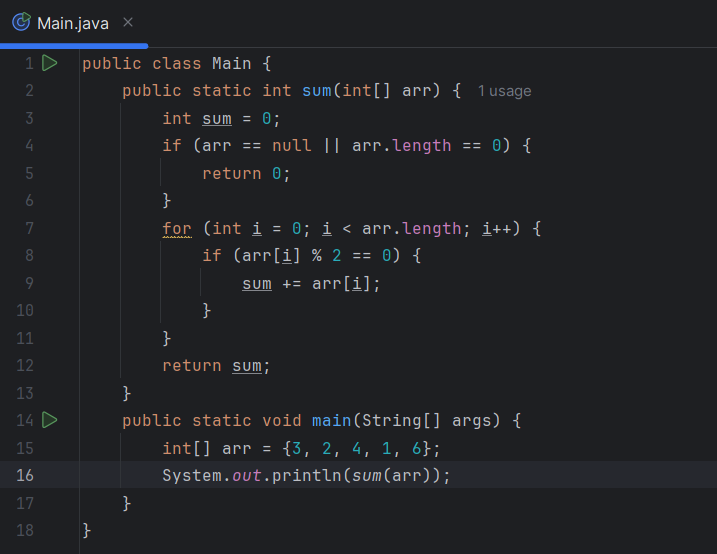 Main.java
1 public class Main {
2 public static int sum(int[] arr) { 1 usage
3 int sum = 0;
4 if (arr == null || arr.length == 0) {
5 return 0;
6 }
7 for (int i = 0; i < arr.length; i++) {
8 if (arr[i] % 2 == 0) {
9 sum += arr[i];
10 }
11 }
12 return sum;
13 }
14 public static void main(String[] args) {
15 int[] arr = {3, 2, 4, 1, 6};
16 System.out.println(sum(arr));
17 }
18 }